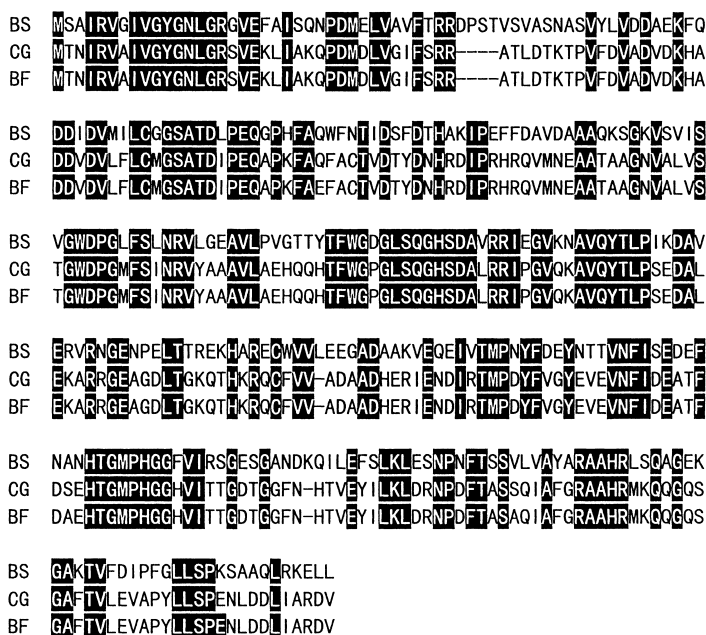 BS MSAIRVGIVGYGNLGRGVEFAISQNPDMELVAVFTRRDPSTVSVASNASVYLVDDAEKFQ
CG MTNIRVAIVGYGNLGRSVEKLIAKQPDMDLVGIFSRR----ATLDTKTPVFDVADVDKHA
BF MTNIRVAIVGYGNLGRSVEKLIAKQPDMDLVGIFSRR----ATLDTKTPVFDVADVDKHA
BS DDIDVMILCGGSATDLPEQGPHFAQWFNTIDSFDTHAKIPEFFDAVDAAAQKSGKVSVIS
CG DDVDVLFLCMGSATDIPEQAPKFAQFACTVDTYDNHRDIPRHRQVMNEAATAAGNVALVS
BF DDVDVLFLCMGSATDIPEQAPKFAEFACTVDTYDNHRDIPRHRQVMNEAATAAGNVALVS
BS VGWDPGLFSLNRVLGEAVLPVGTTYTFWGDGLSQGHSDAVRRIEGVKNAVQYTLPIKDAV
CG TGWDPGMFSINRVYAAAVLAEHQQHTFWGPGLSQGHSDALRRIPGVQKAVQYTLPSEDAL
BF TGWDPGMFSINRVYAAAVLAEHQQHTFWGPGLSQGHSDALRRIPGVQKAVQYTLPSEDAL
BS ERVRNGENPELTTREKHARECWVVLEEGADAAKVEQEIVTMPNYFDEYNTTVNFISEDEF
CG EKARRGEAGDLTGKQTHKRQCFVV-ADAADHERIENDIRTMPDYFVGYEVEVNFIDEATF
BF EKARRGEAGDLTGKQTHKRQCFVV-ADAADHERIENDIRTMPDYFVGYEVEVNFIDEATF
BS NANHTGMPHGGFVIRSGESGANDKQILEFSLKLESNPNFTSSVLVAYARAAHRLSQAGEK
CG DSEHTGMPHGGHVITTGDTGGFN-HTVEYILKLDRNPDFTASSQIAFGRAAHRMKQQGQS
BF DAEHTGMPHGGHVITTGDTGGFN-HTVEYILKLDRNPDFTASAQIAFGRAAHRMKQQGQS
BS GAKTVFDIPFGLLSPKSAAQLRKELL
CG GAFTVLEVAPYLLSPENLDDLIARDV
BF GAFTVLEVAPYLLSPENLDDLIARDV